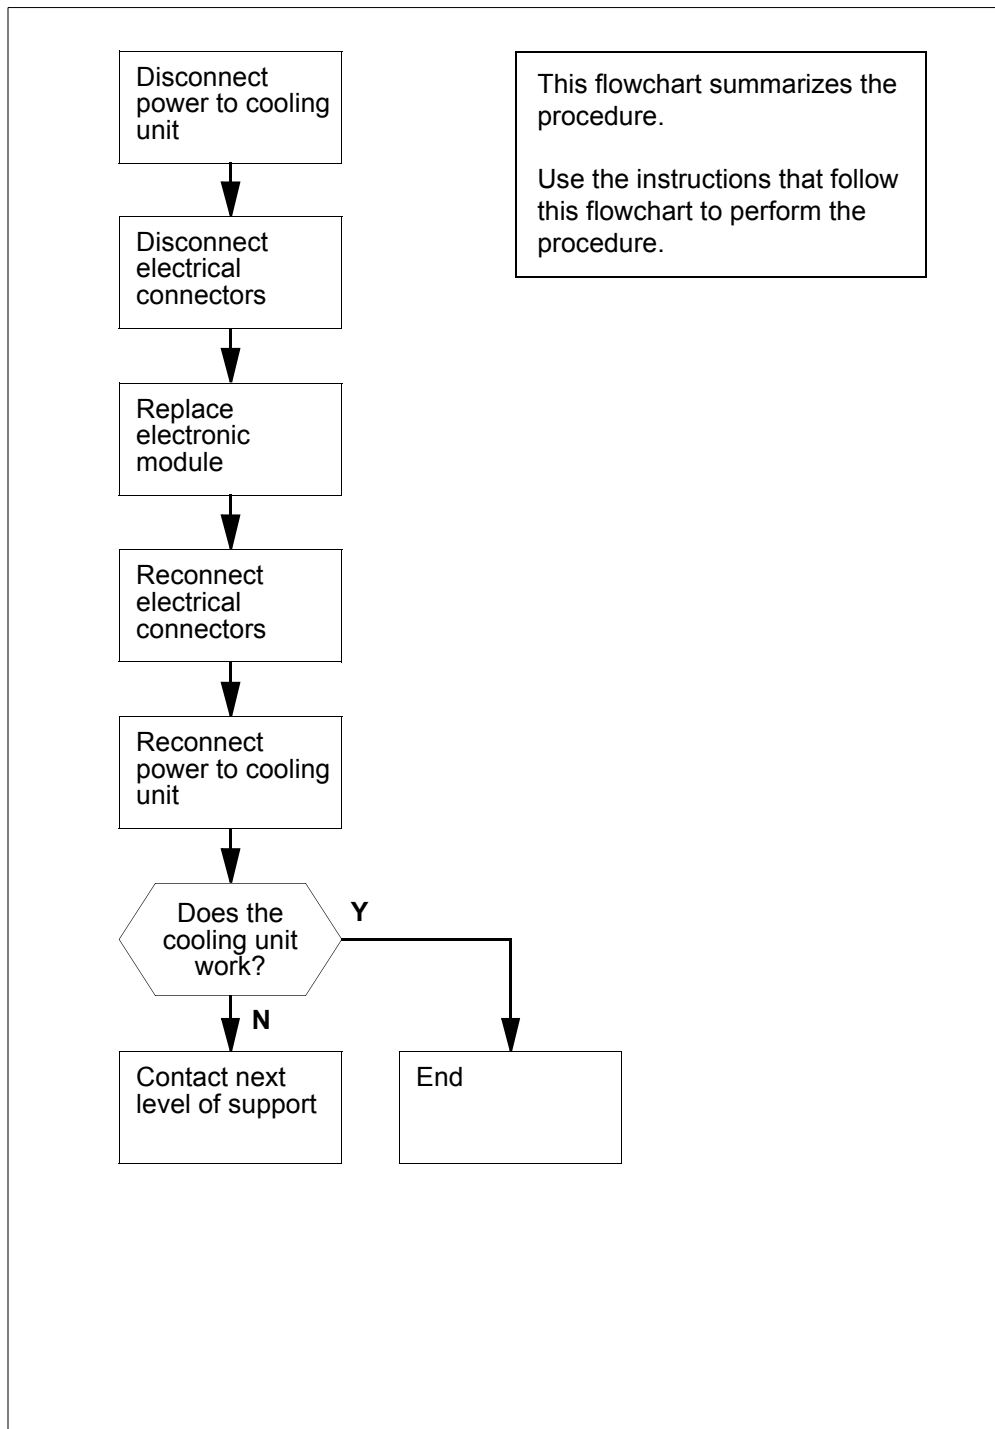 Disconnect
power to cooling
unit
This flowchart summarizes the
procedure.
Use the instructions that follow
this flowchart to perform the
procedure.
Disconnect
electrical
connectors
Replace
electronic
module
Reconnect
electrical
connectors
Reconnect
power to cooling
unit
Does the
cooling unit
work?
Y
N
Contact next
level of support
End